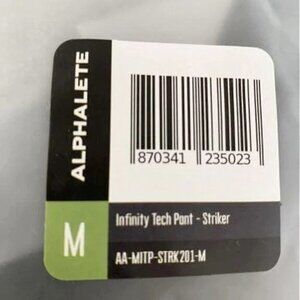 ALPHALETE
870341 235023
M
Infinity Tech Pant - Striker
AA-MITP-STRK201-M